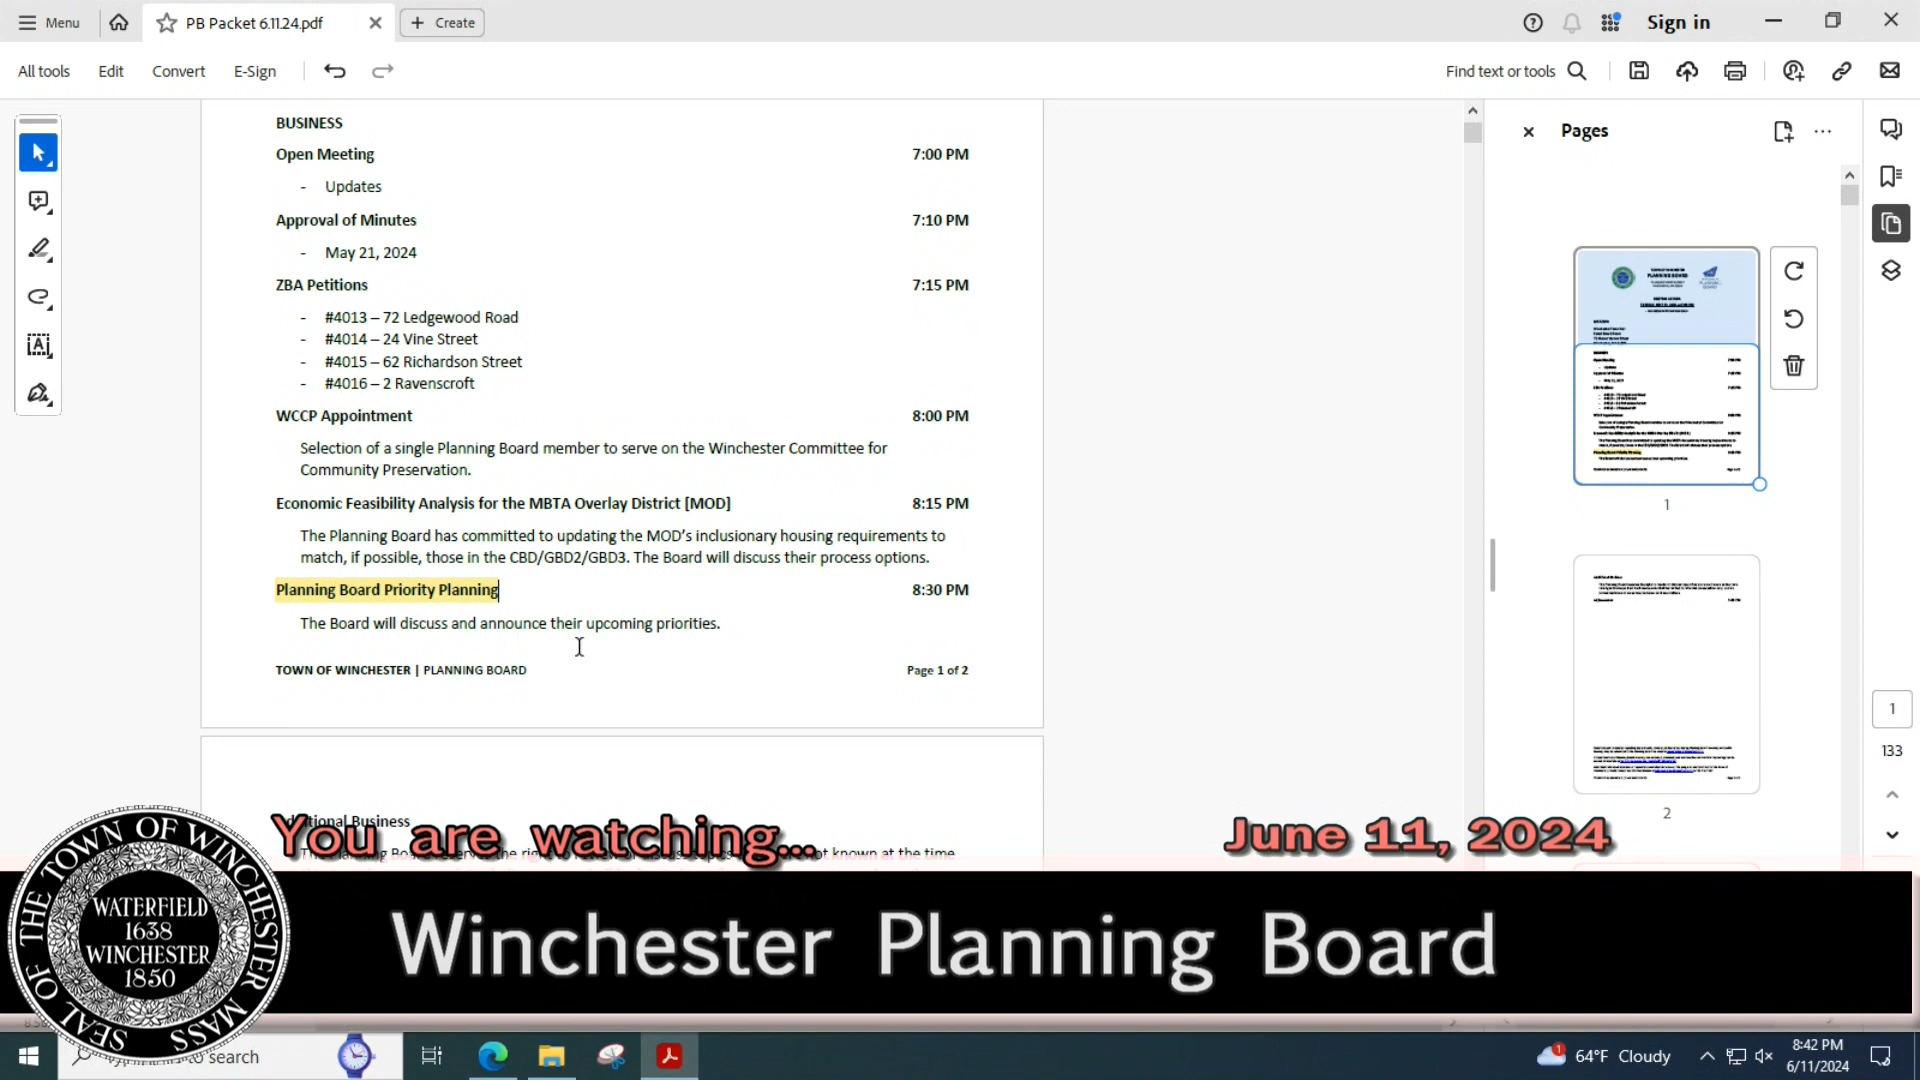 Menu
PB Packet 6.11.24.pdf
Create
Sign in
All tools
Edit
Convert
E-Sign
Find text or tools
BUSINESS
Open Meeting 7:00 PM
- Updates
Approval of Minutes 7:10 PM
- May 21, 2024
ZBA Petitions 7:15 PM
- #4013 – 72 Ledgewood Road
- #4014 – 24 Vine Street
- #4015 – 62 Richardson Street
- #4016 – 2 Ravenscroft
WCCP Appointment 8:00 PM
Selection of a single Planning Board member to serve on the Winchester Committee for
Community Preservation.
Economic Feasibility Analysis for the MBTA Overlay District [MOD] 8:15 PM
The Planning Board has committed to updating the MOD's inclusionary housing requirements to
match, if possible, those in the CBD/GBD2/GBD3. The Board will discuss their process options.
Planning Board Priority Planning 8:30 PM
The Board will discuss and announce their upcoming priorities.
TOWN OF WINCHESTER | PLANNING BOARD Page 1 of 2
Business
Pages
1
2
1
133
You are watching...
June 11, 2024
Winchester Planning Board
THE TOWN OF WINCHESTER MASS
SEAL OF
WATERFIELD
1638
WINCHESTER
1850
to search
64°F Cloudy
8:42 PM
6/11/2024